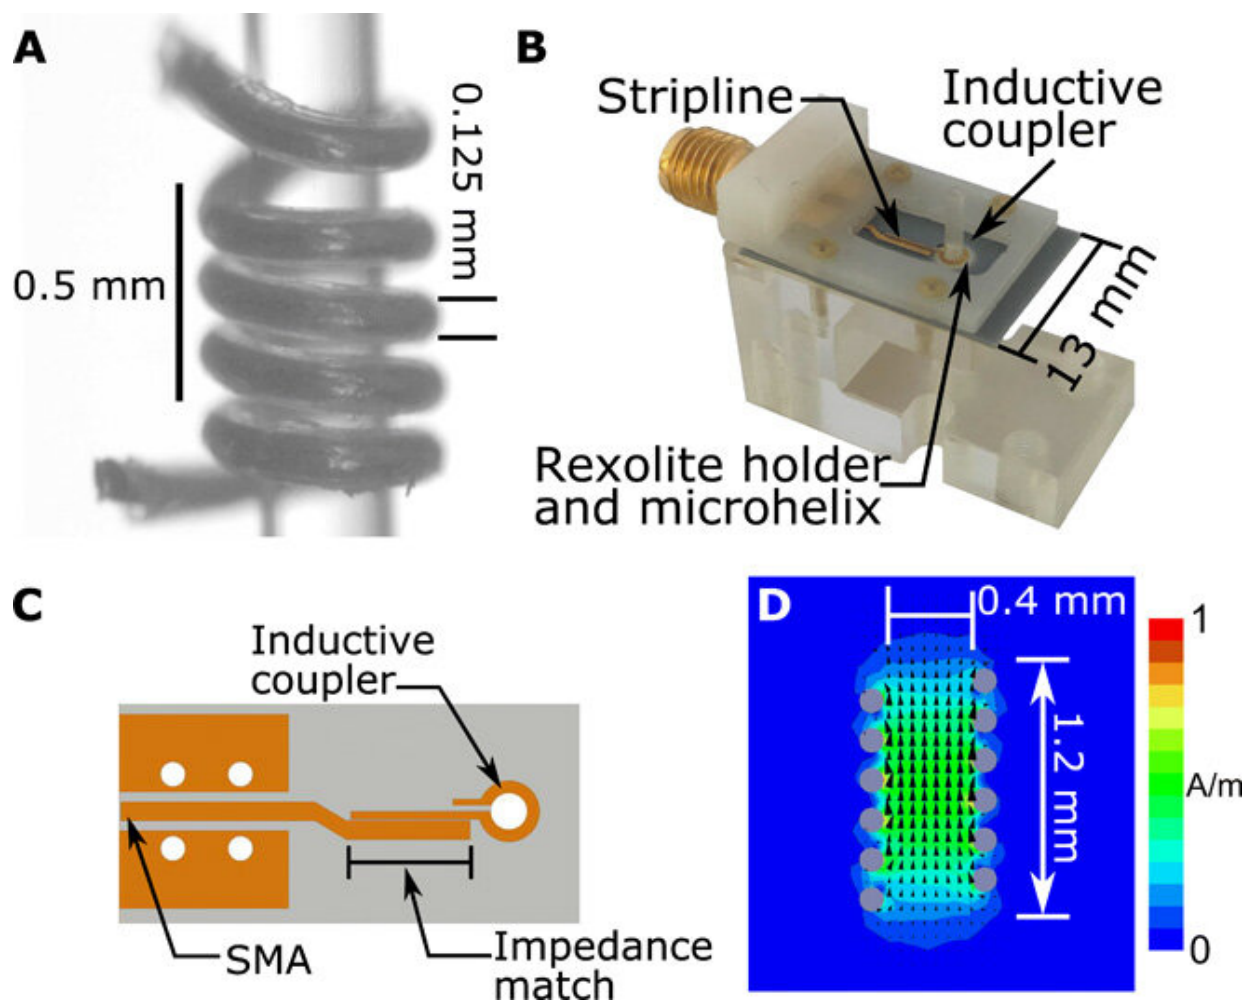 A
0.5 mm
0.125 mm
B
Stripline
Inductive
coupler
13 mm
Rexolite holder
and microhelix
C
Inductive
coupler
SMA
Impedance
match
D
0.4 mm
1.2 mm
1
A/m
0